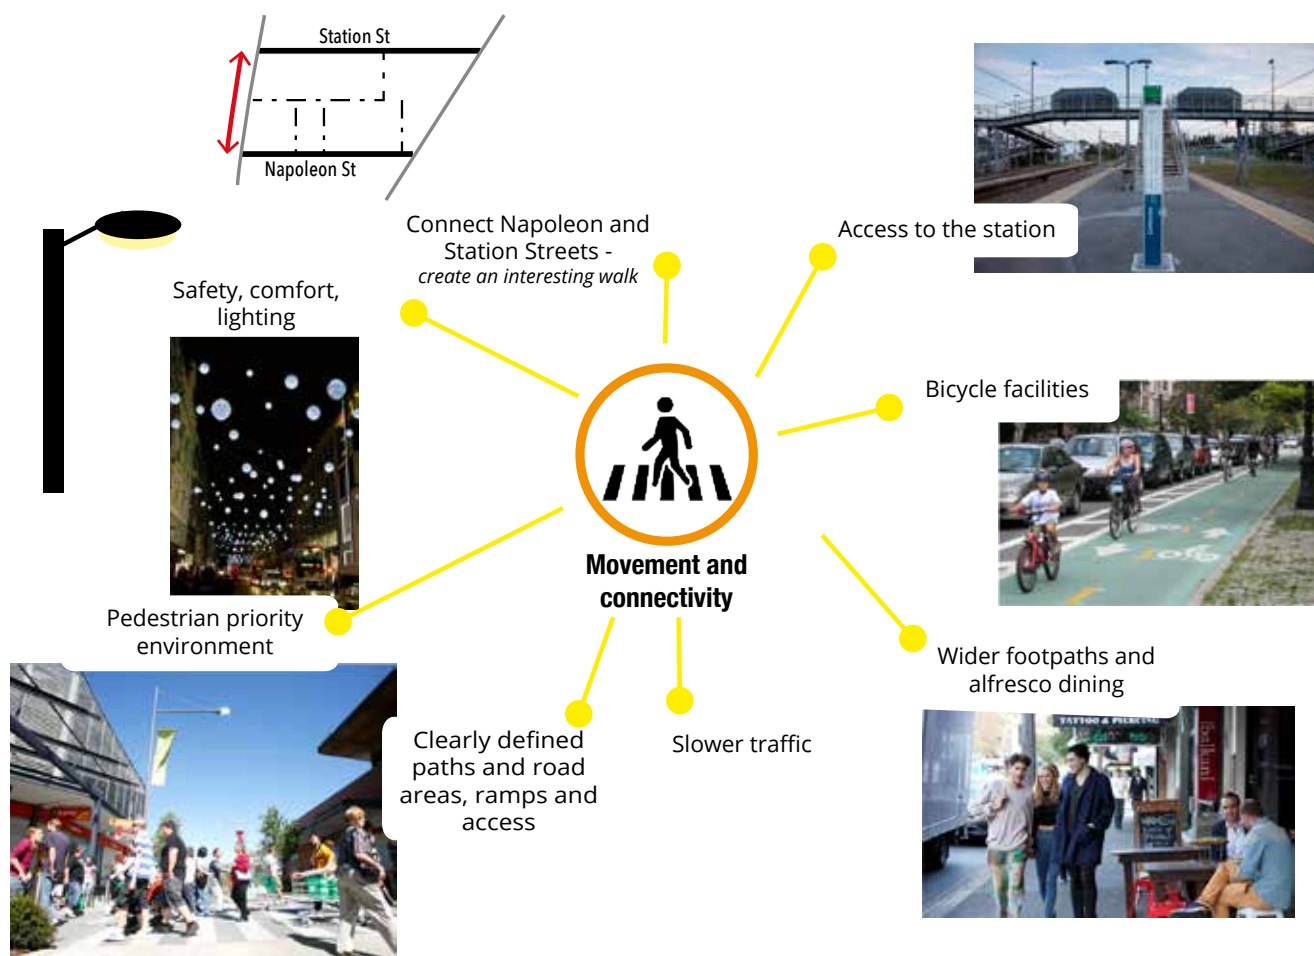 Station St
Napoleon St
Connect Napoleon and
Station Streets -
create an interesting walk
Access to the station
Safety, comfort,
lighting
Bicycle facilities
Movement and
connectivity
Pedestrian priority
environment
Wider footpaths and
alfresco dining
Clearly defined
paths and road
areas, ramps and
access
Slower traffic
TATTOO & PIERCING